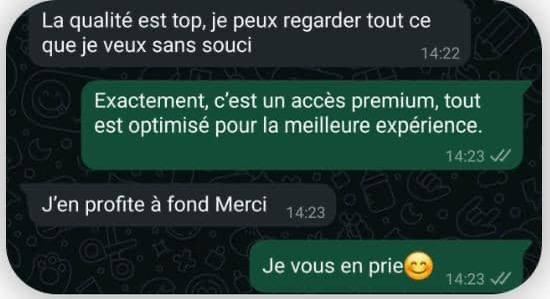 La qualité est top, je peux regarder tout ce
que je veux sans souci
14:22
Exactement, c’est un accès premium, tout
est optimisé pour la meilleure expérience.
14:23
J’en profite à fond Merci
14:23
Je vous en prie😊
14:23